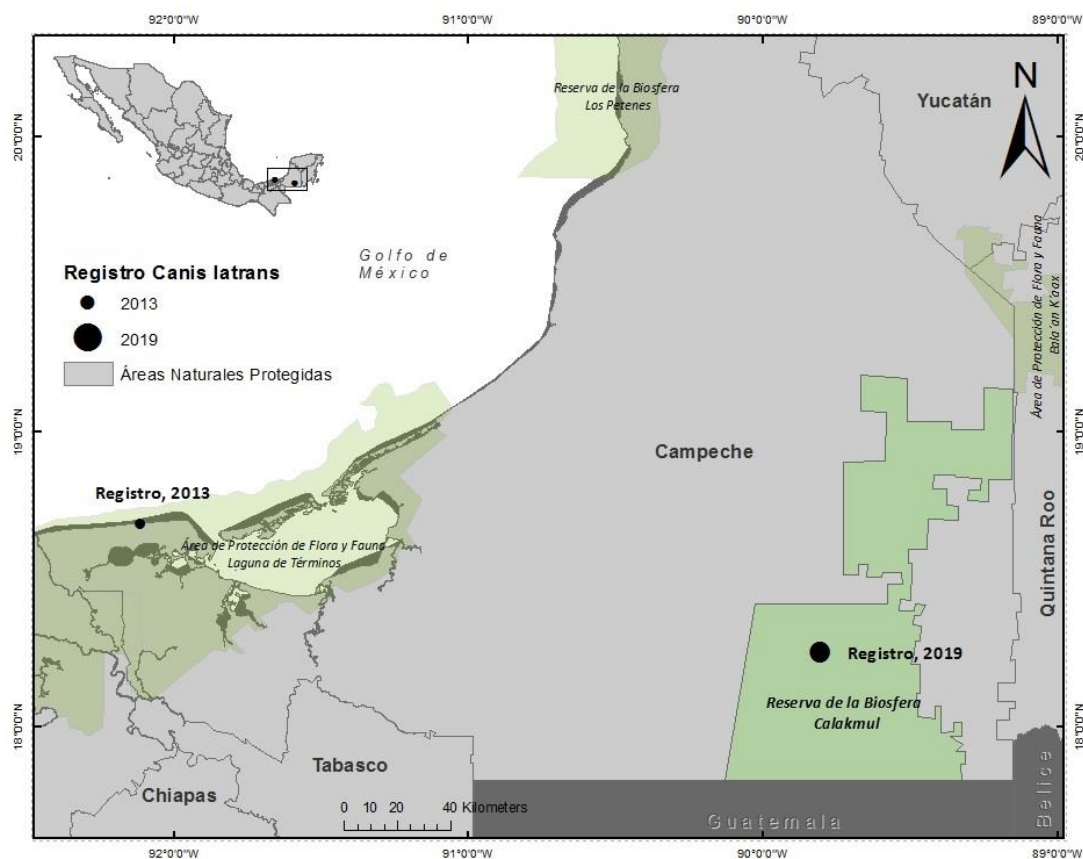 92°0'0"W
91°0'0"W
90°0'0"W
89°0'0"W
20°0'0"N
19°0'0"N
18°0'0"N
N
Yucatán
Reserva de la Biosfera
Los Petenes
Golfo de
México
Registro Canis latrans
2013
2019
Áreas Naturales Protegidas
Área de Protección de Flora y Fauna
Bala'an K'aax
Campeche
Quintana Roo
Registro, 2013
Área de Protección de Flora y Fauna
Laguna de Términos
Registro, 2019
Reserva de la Biosfera
Calakmul
Tabasco
Chiapas
0 10 20 40 Kilometers
Guatemala
Belice
20°0'0"N
19°0'0"N
18°0'0"N
92°0'0"W
91°0'0"W
90°0'0"W
89°0'0"W